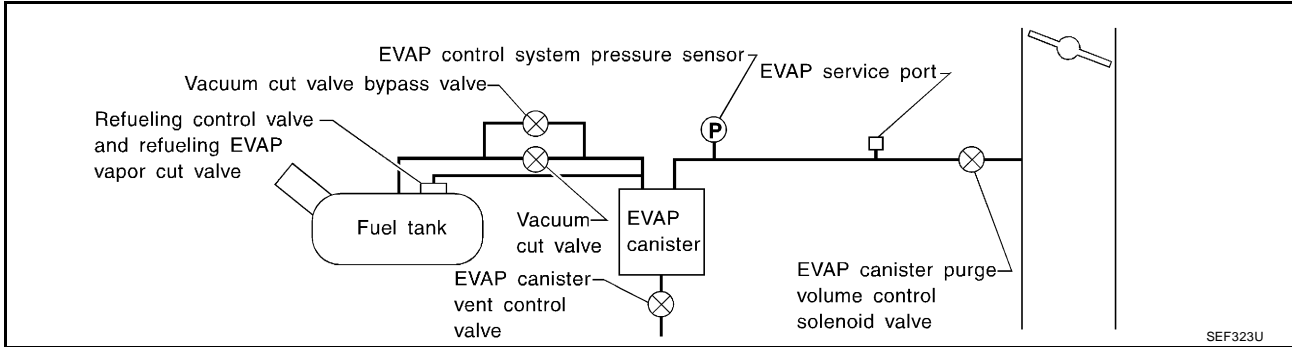 EVAP control system pressure sensor
EVAP service port
Vacuum cut valve bypass valve
Refueling control valve
and refueling EVAP
vapor cut valve
P
Fuel tank
Vacuum
cut valve
EVAP
canister
EVAP canister
vent control
valve
EVAP canister purge
volume control
solenoid valve
SEF323U